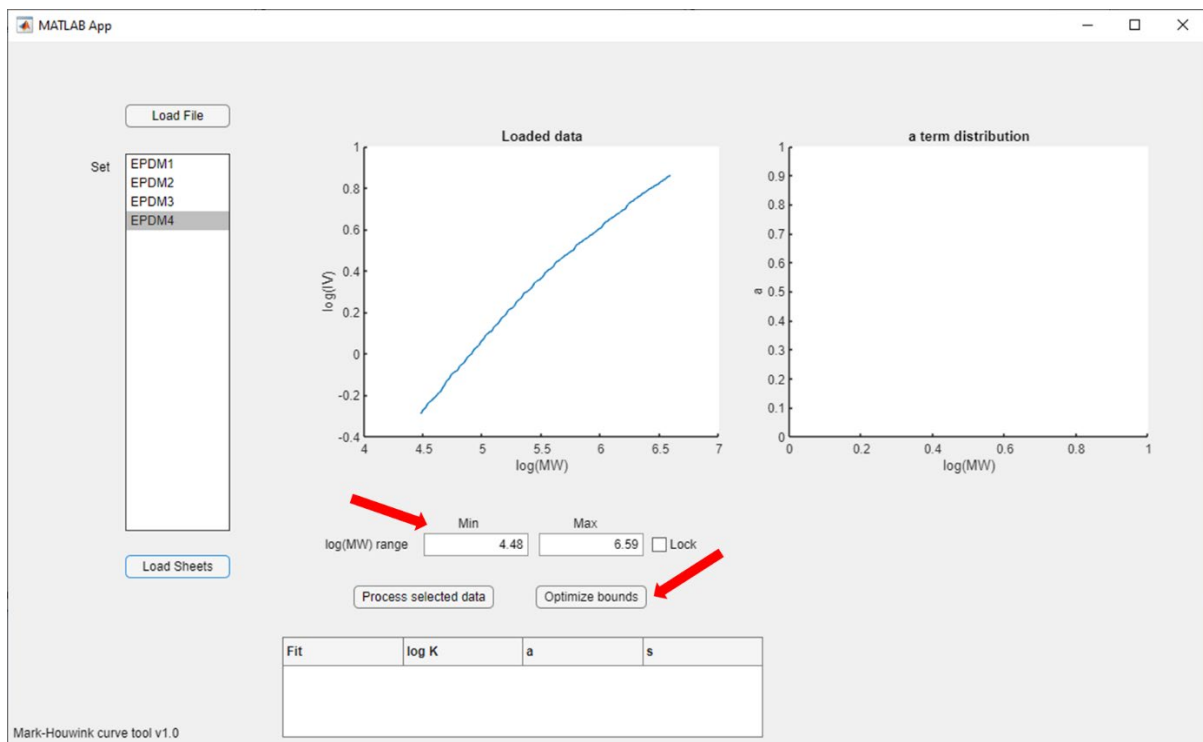 MATLAB App
Load File
Set
EPDM1
EPDM2
EPDM3
EPDM4
Load Sheets
Loaded data
1
0.8
0.6
0.4
0.2
0
-0.2
-0.4
log(IV)
4 4.5 5 5.5 6 6.5 7
log(MW)
a term distribution
1
0.9
0.8
0.7
0.6
0.5
0.4
0.3
0.2
0.1
0
a
0 0.2 0.4 0.6 0.8 1
log(MW)
Min Max
log(MW) range 4.48 6.59 Lock
Process selected data Optimize bounds
Fit log K a s
Mark-Houwink curve tool v1.0